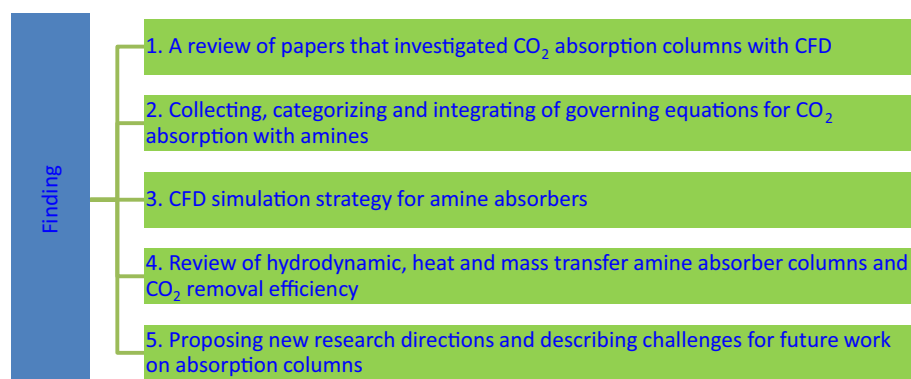 Finding
1. A review of papers that investigated CO₂ absorption columns with CFD
2. Collecting, categorizing and integrating of governing equations for CO₂
absorption with amines
3. CFD simulation strategy for amine absorbers
4. Review of hydrodynamic, heat and mass transfer amine absorber columns and
CO₂ removal efficiency
5. Proposing new research directions and describing challenges for future work
on absorption columns